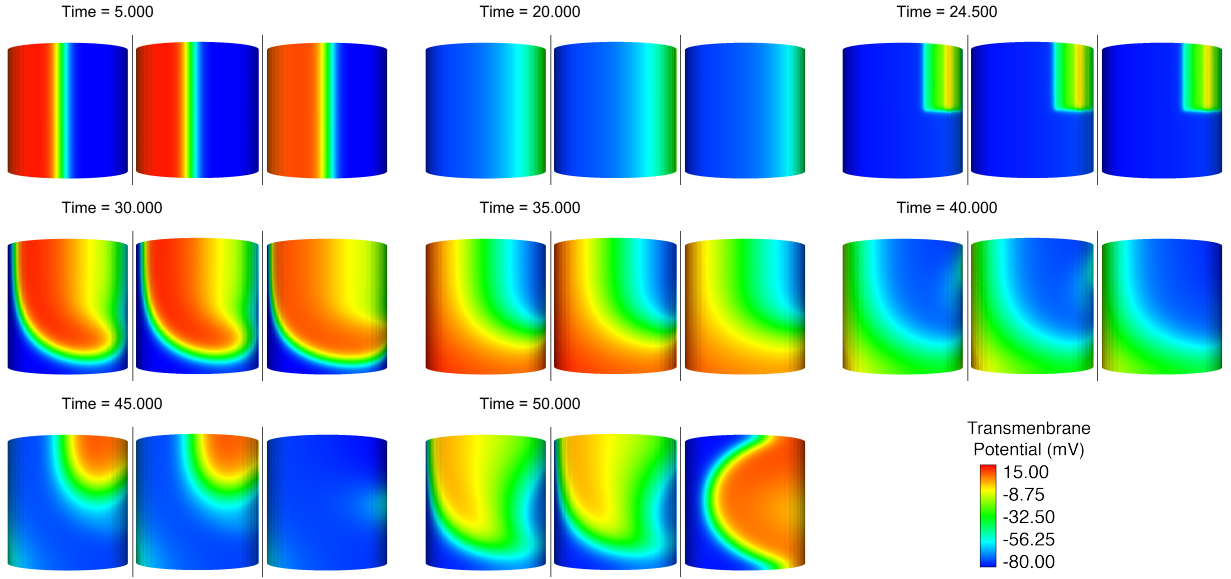 Time = 5.000
Time = 20.000
Time = 24.500
Time = 30.000
Time = 35.000
Time = 40.000
Time = 45.000
Time = 50.000
Transmenbrane
Potential (mV)
15.00
-8.75
-32.50
-56.25
-80.00